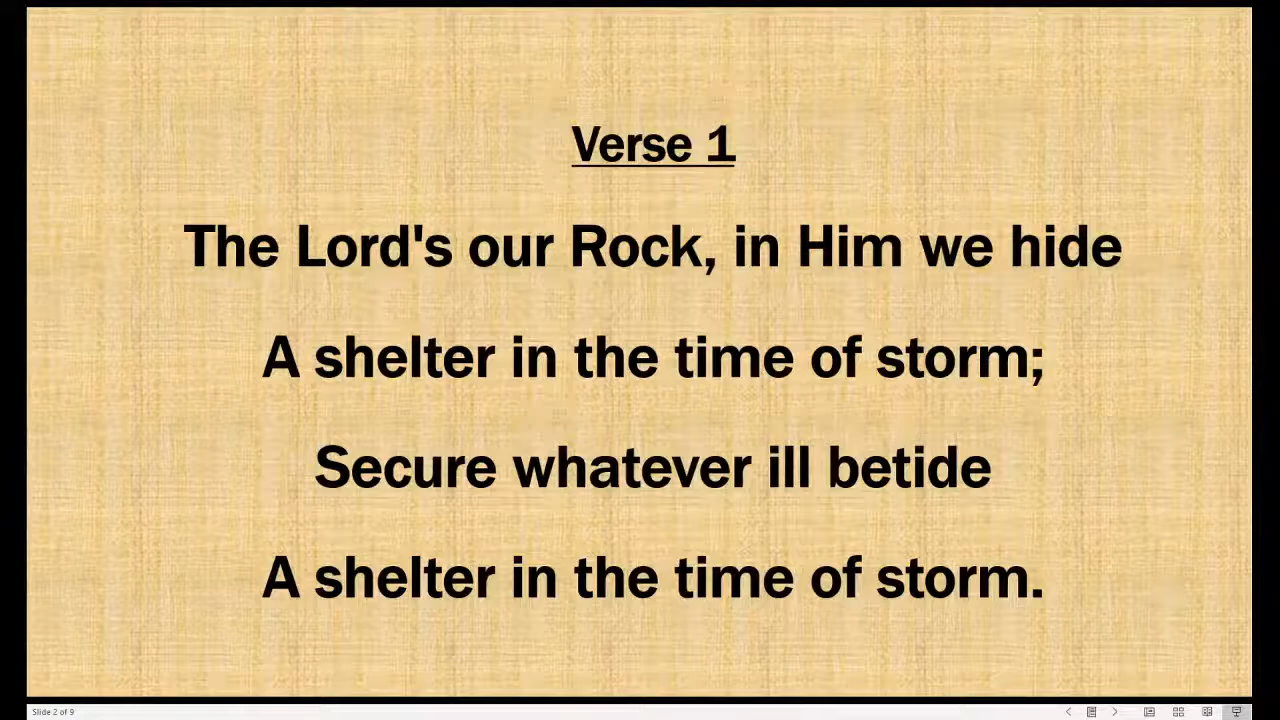 Verse 1
The Lord's our Rock, in Him we hide
A shelter in the time of storm;
Secure whatever ill betide
A shelter in the time of storm.
Slide 2 of 9